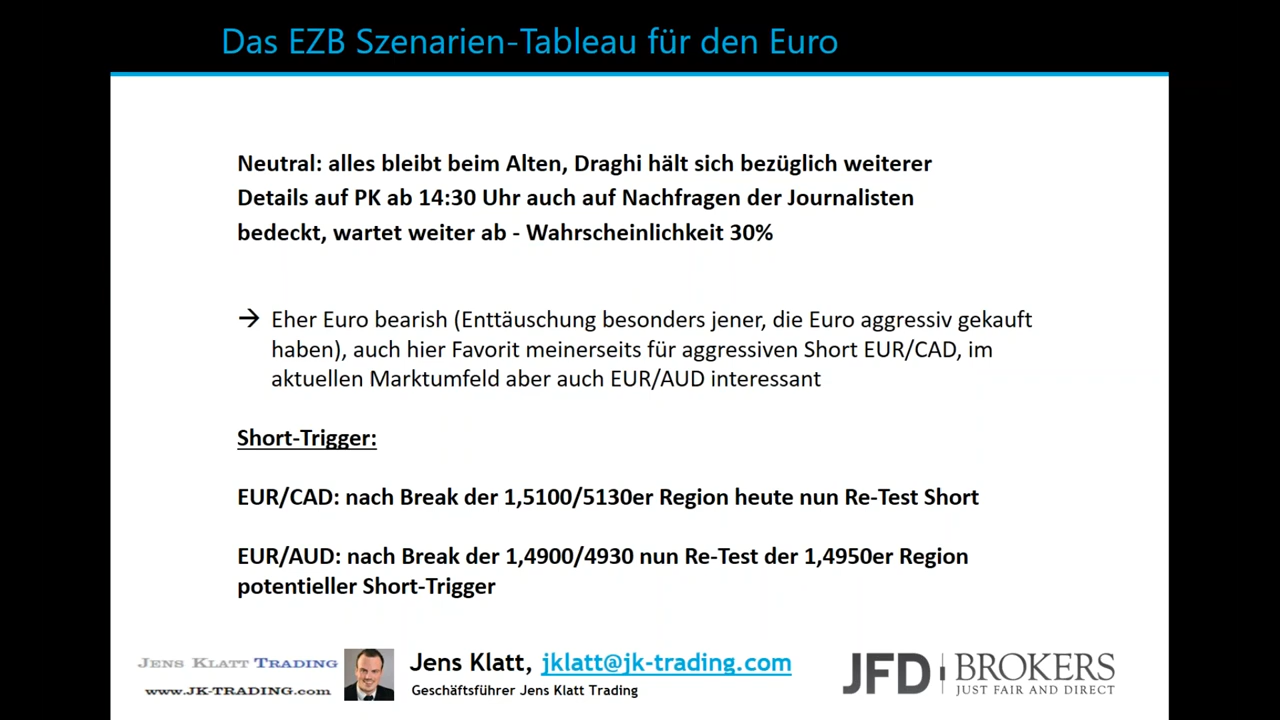 Das EZB Szenarien-Tableau für den Euro
Neutral: alles bleibt beim Alten, Draghi hält sich bezüglich weiterer
Details auf PK ab 14:30 Uhr auch auf Nachfragen der Journalisten
bedeckt, wartet weiter ab - Wahrscheinlichkeit 30%
→ Eher Euro bearish (Enttäuschung besonders jener, die Euro aggressiv gekauft
haben), auch hier Favorit meinerseits für aggressiven Short EUR/CAD, im
aktuellen Marktumfeld aber auch EUR/AUD interessant
Short-Trigger:
EUR/CAD: nach Break der 1,5100/5130er Region heute nun Re-Test Short
EUR/AUD: nach Break der 1,4900/4930 nun Re-Test der 1,4950er Region
potentieller Short-Trigger
JENS KLATT TRADING
www.JK-TRADING.com
Jens Klatt, jklatt@jk-trading.com
Geschäftsführer Jens Klatt Trading
JFD BROKERS
JUST FAIR AND DIRECT